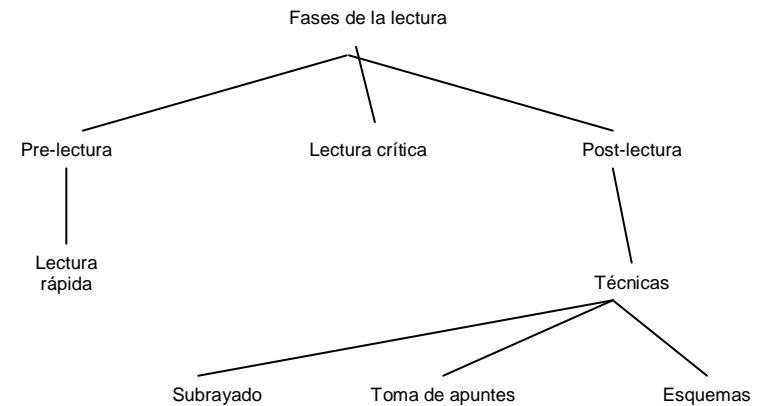 Fases de la lectura
Pre-lectura
Lectura crítica
Post-lectura
Lectura
rápida
Técnicas
Subrayado
Toma de apuntes
Esquemas